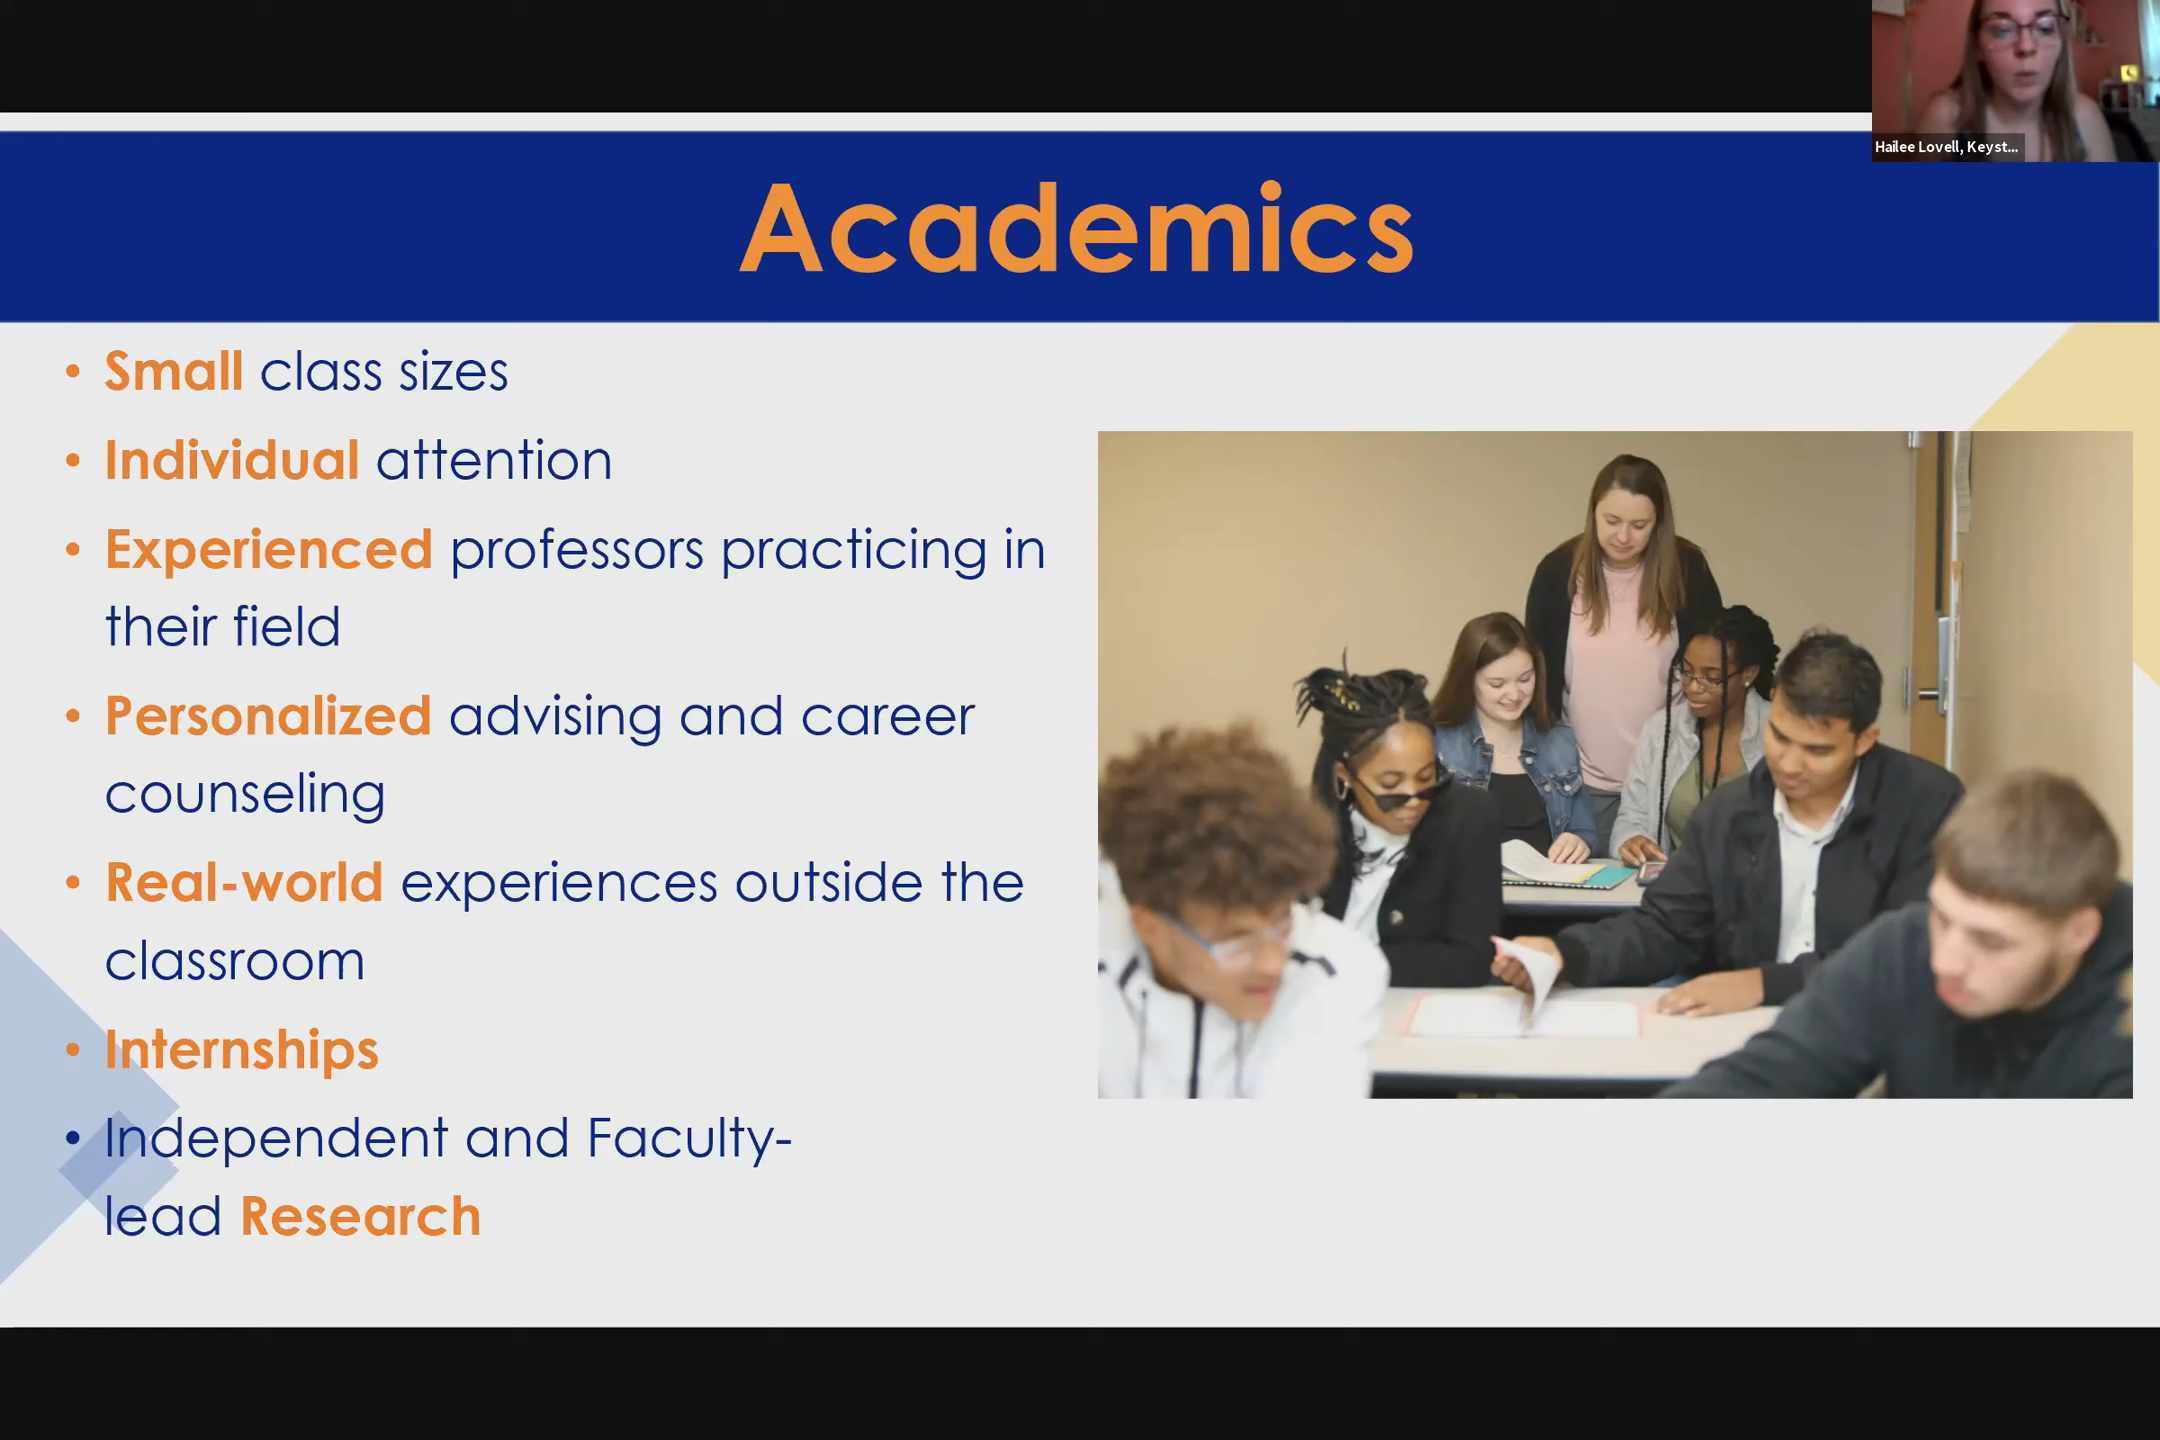 Hailee Lovell, Keyst...
Academics
• Small class sizes
• Individual attention
• Experienced professors practicing in
their field
• Personalized advising and career
counseling
• Real-world experiences outside the
classroom
• Internships
• Independent and Faculty-
lead Research